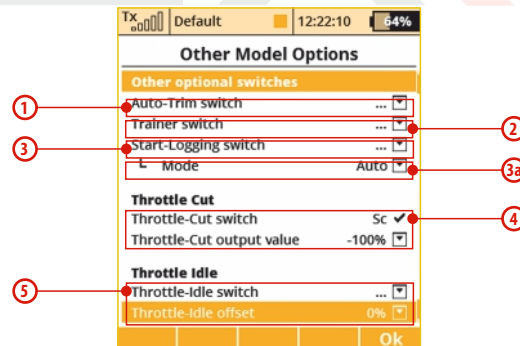 Tx Default 12:22:10 64%
Other Model Options
Other optional switches
1 Auto-Trim switch ...
Trainer switch ... 2
3 Start-Logging switch ...
Mode Auto 3a
Throttle Cut
Throttle-Cut switch Sc ✔ 4
Throttle-Cut output value -100%
Throttle Idle
5 Throttle-Idle switch ...
Throttle-Idle offset 0%
Ok